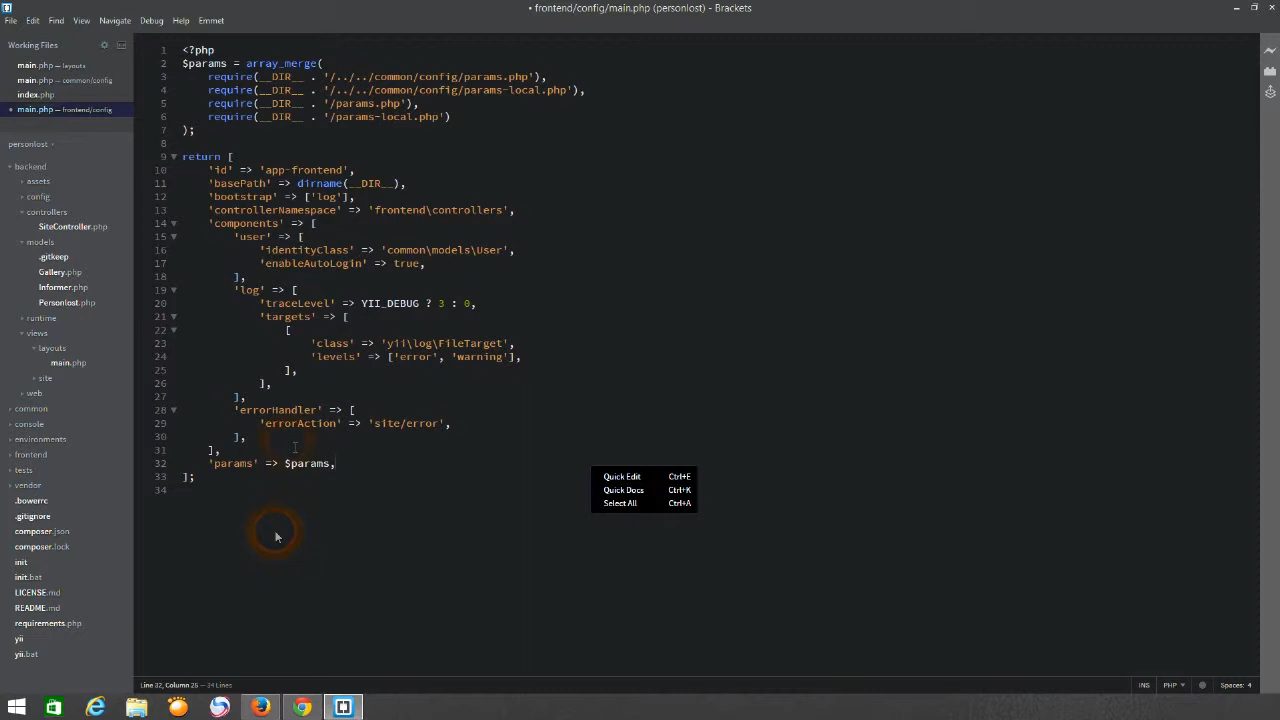 • frontend/config/main.php (personlost) - Brackets
File Edit Find View Navigate Debug Help Emmet
Working Files
main.php — layouts
main.php — common/config
index.php
main.php — frontend/config
personlost
backend
assets
config
controllers
SiteController.php
models
.gitkeep
Gallery.php
Informer.php
Personlost.php
runtime
views
layouts
main.php
site
web
common
console
environments
frontend
tests
vendor
.bowerrc
.gitignore
composer.json
composer.lock
init
init.bat
LICENSE.md
README.md
requirements.php
yii
yii.bat
1 <?php
2 $params = array_merge(
3 require(__DIR__ . '/../../common/config/params.php'),
4 require(__DIR__ . '/../../common/config/params-local.php'),
5 require(__DIR__ . '/params.php'),
6 require(__DIR__ . '/params-local.php')
7 );
8
9 return [
10 'id' => 'app-frontend',
11 'basePath' => dirname(__DIR__),
12 'bootstrap' => ['log'],
13 'controllerNamespace' => 'frontend\controllers',
14 'components' => [
15 'user' => [
16 'identityClass' => 'common\models\User',
17 'enableAutoLogin' => true,
18 ],
19 'log' => [
20 'traceLevel' => YII_DEBUG ? 3 : 0,
21 'targets' => [
22 [
23 'class' => 'yii\log\FileTarget',
24 'levels' => ['error', 'warning'],
25 ],
26 ],
27 ],
28 'errorHandler' => [
29 'errorAction' => 'site/error',
30 ],
31 ],
32 'params' => $params,
33 ];
34
Quick Edit Ctrl+E
Quick Docs Ctrl+K
Select All Ctrl+A
Line 32, Column 25 — 34 Lines
INS PHP Spaces: 4